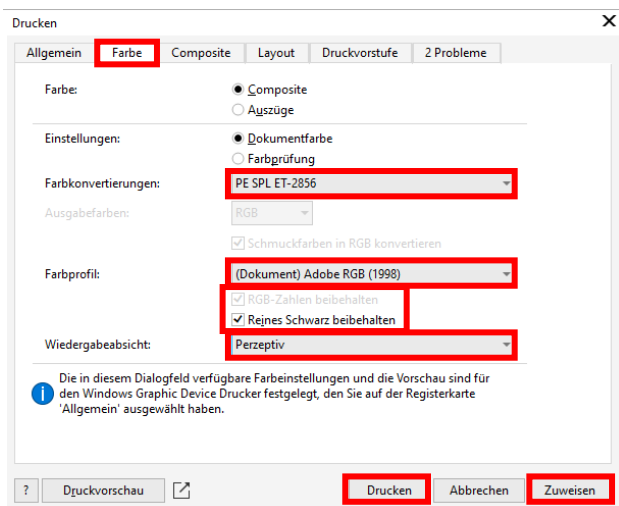 Drucken X
Allgemein Farbe Composite Layout Druckvorstufe 2 Probleme
Farbe: Composite
Auszüge
Einstellungen: Dokumentfarbe
Farbprüfung
Farbkonvertierungen: PE SPL ET-2856
Ausgabefarben: RGB
Schmuckfarben in RGB konvertieren
Farbprofil: (Dokument) Adobe RGB (1998)
RGB-Zahlen beibehalten
Reines Schwarz beibehalten
Wiedergabeabsicht: Perzeptiv
i Die in diesem Dialogfeld verfügbare Farbeinstellungen und die Vorschau sind für
den Windows Graphic Device Drucker festgelegt, den Sie auf der Registerkarte
'Allgemein' ausgewählt haben.
? Druckvorschau Drucken Abbrechen Zuweisen